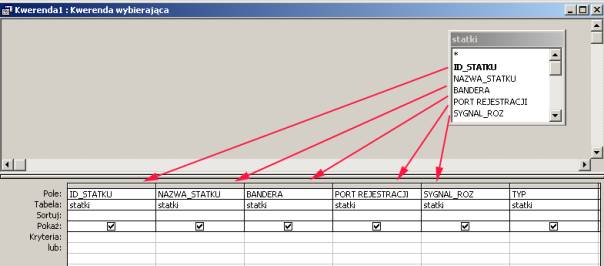 Kwerenda1 : Kwerenda wybierająca
statki
*
ID_STATKU
NAZWA_STATKU
BANDERA
PORT REJESTRACJI
SYGNAL_ROZ
Pole: ID_STATKU NAZWA_STATKU BANDERA PORT REJESTRACJI SYGNAL_ROZ TYP
Tabela: statki statki statki statki statki statki
Sortuj:
Pokaż:
Kryteria:
lub: